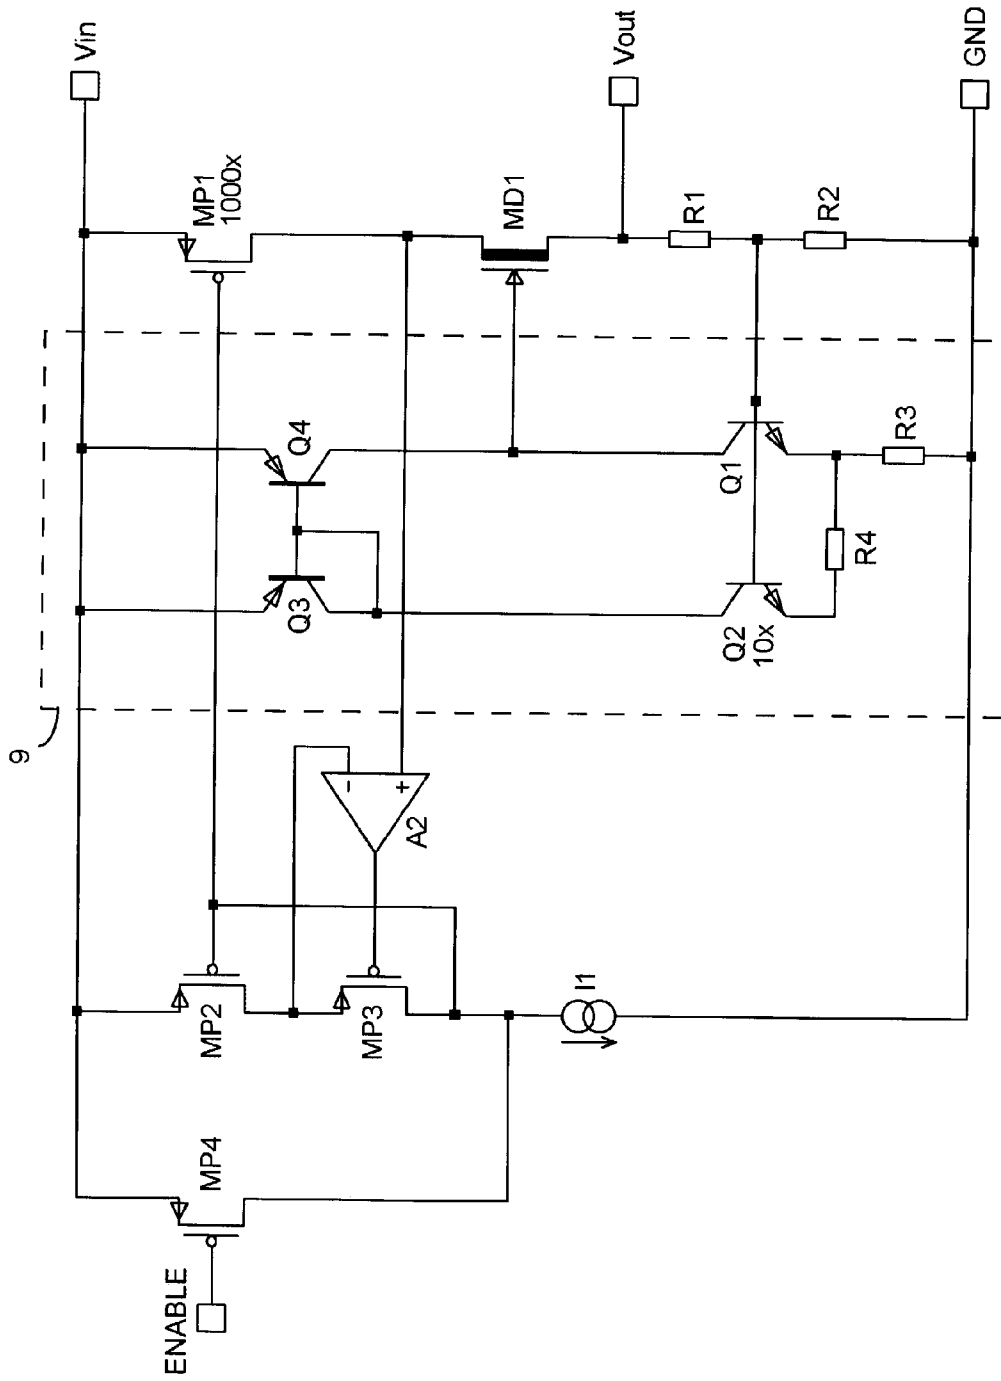 Vin
MP1
1000x
Vout
GND
MD1
R1
R2
Q4
Q3
Q1
R3
R4
Q2
10x
9
-
+
A2
MP2
MP3
I1
MP4
ENABLE